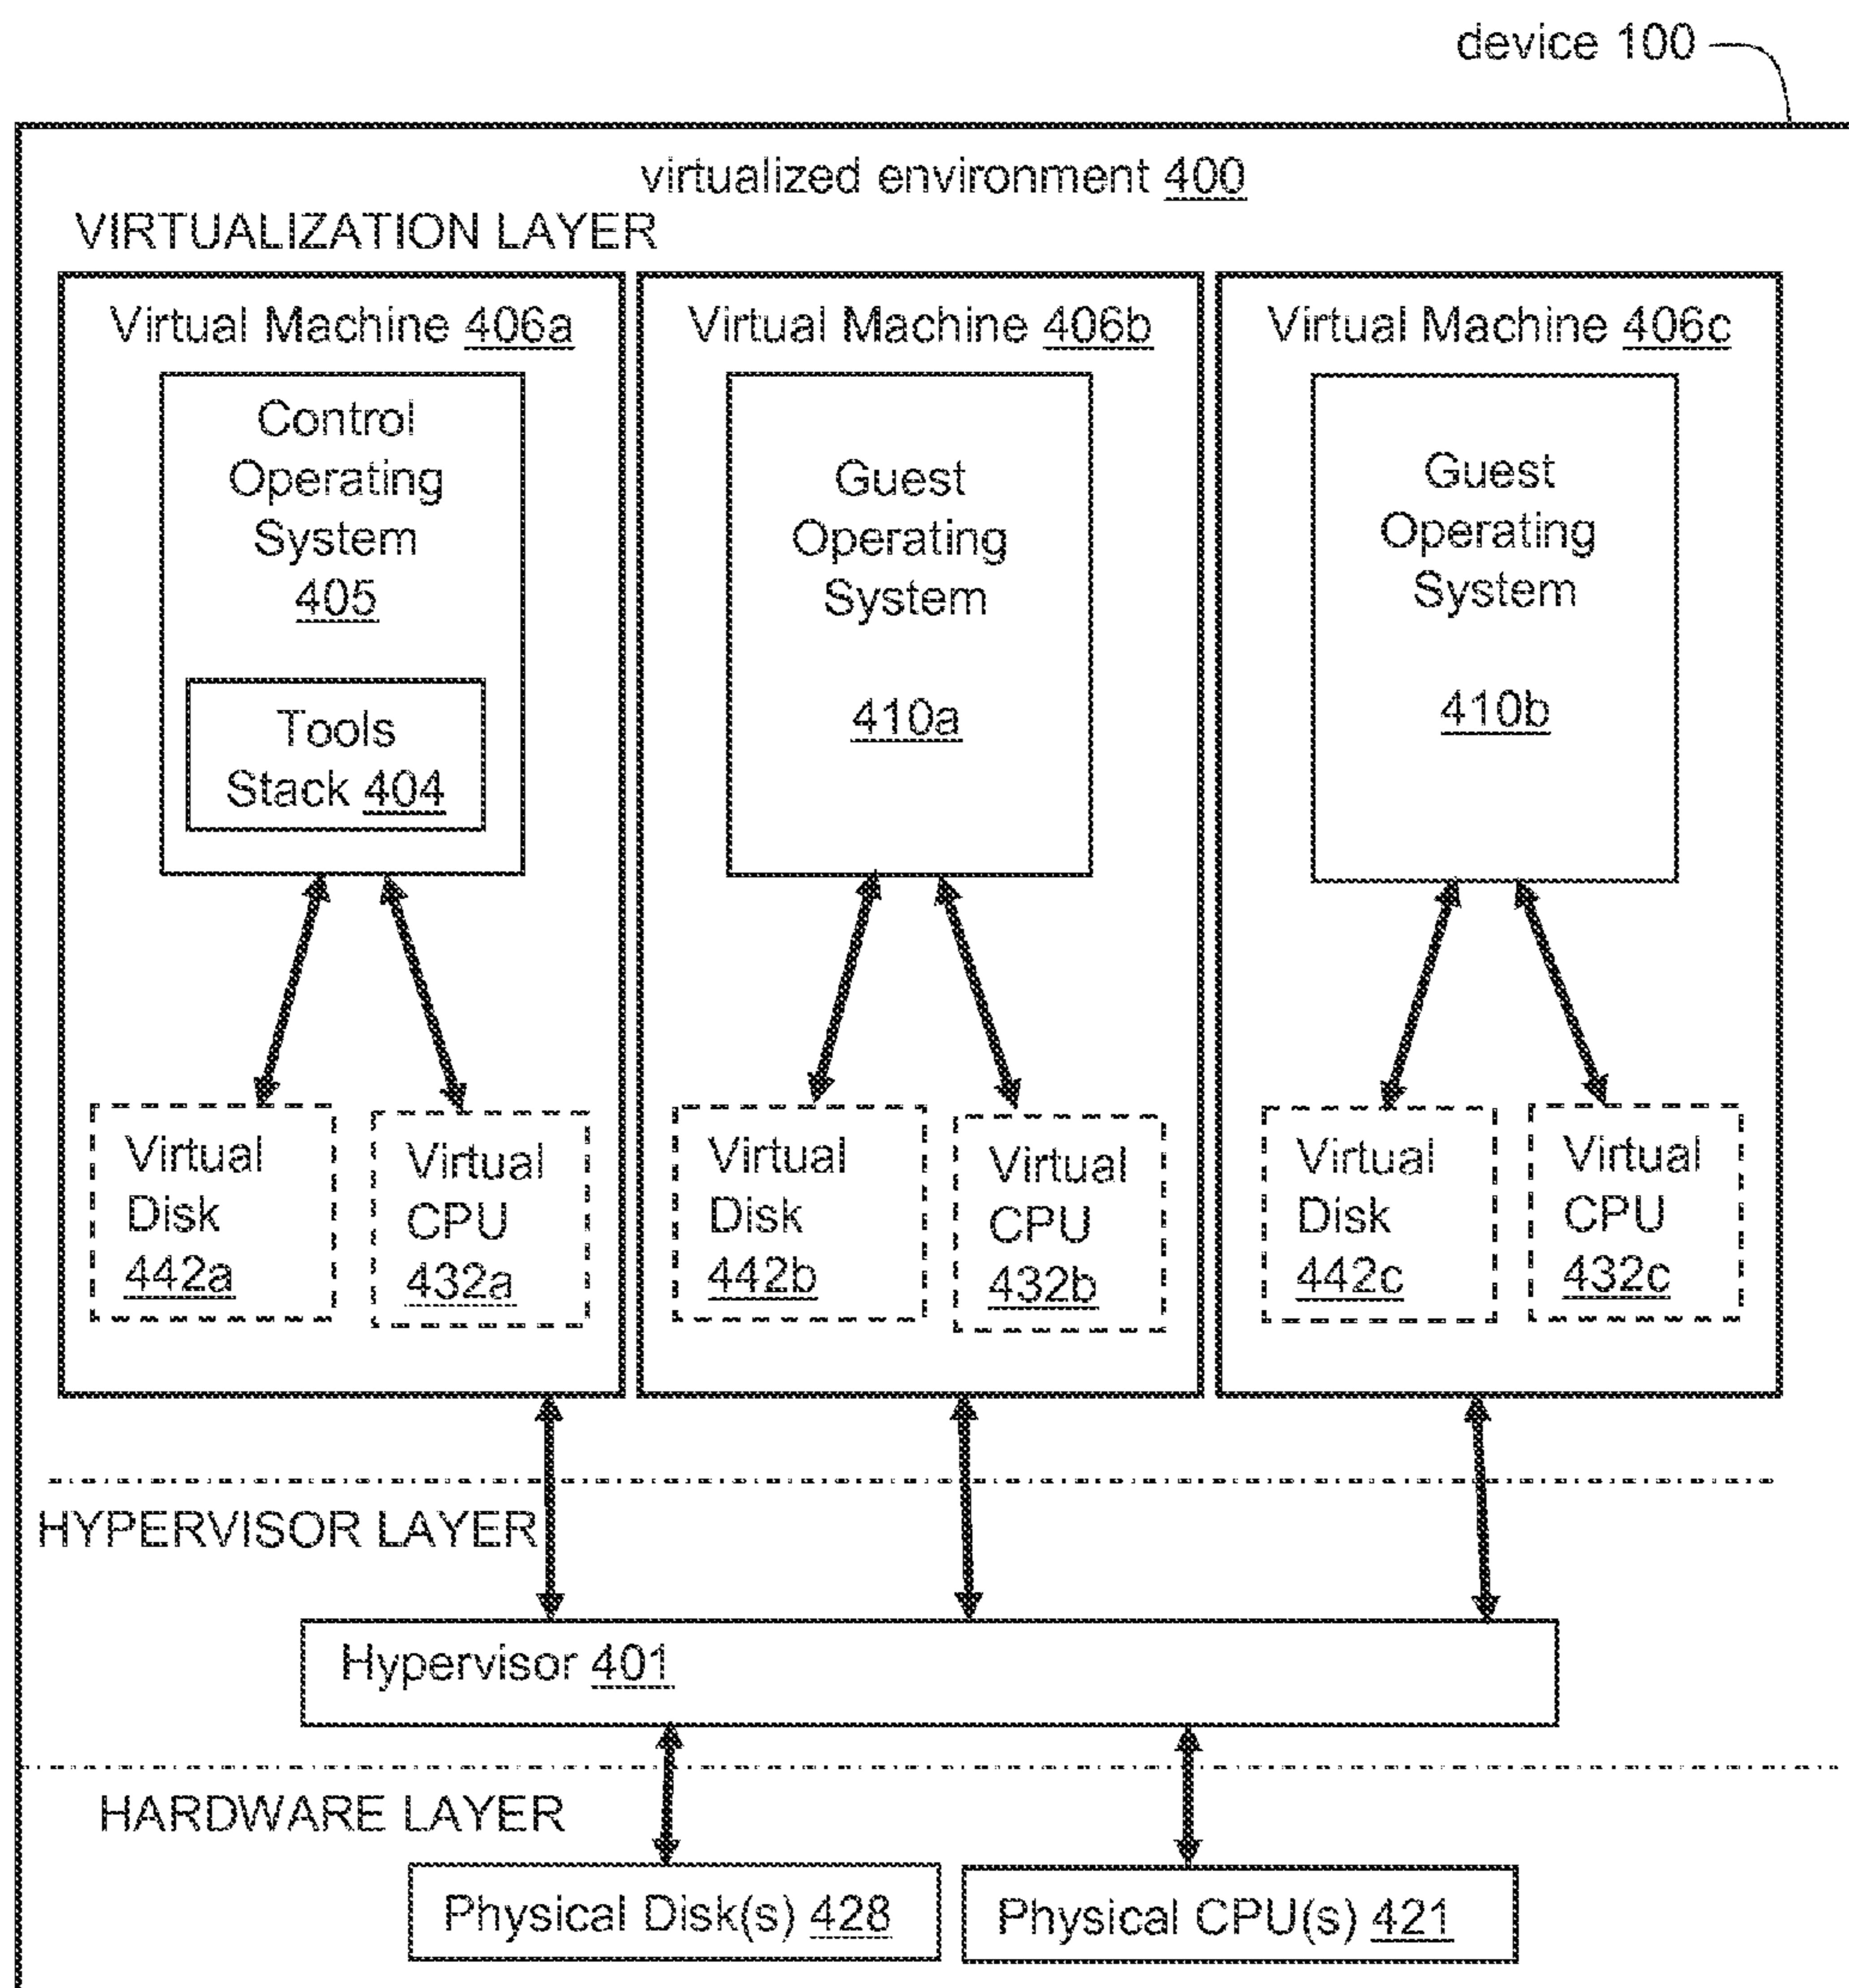 device 100
virtualized environment 400
VIRTUALIZATION LAYER
Virtual Machine 406a
Control
Operating
System
405
Tools
Stack 404
Virtual
Disk
442a
Virtual
CPU
432a
Virtual Machine 406b
Guest
Operating
System
410a
Virtual
Disk
442b
Virtual
CPU
432b
Virtual Machine 406c
Guest
Operating
System
410b
Virtual
Disk
442c
Virtual
CPU
432c
HYPERVISOR LAYER
Hypervisor 401
HARDWARE LAYER
Physical Disk(s) 428
Physical CPU(s) 421